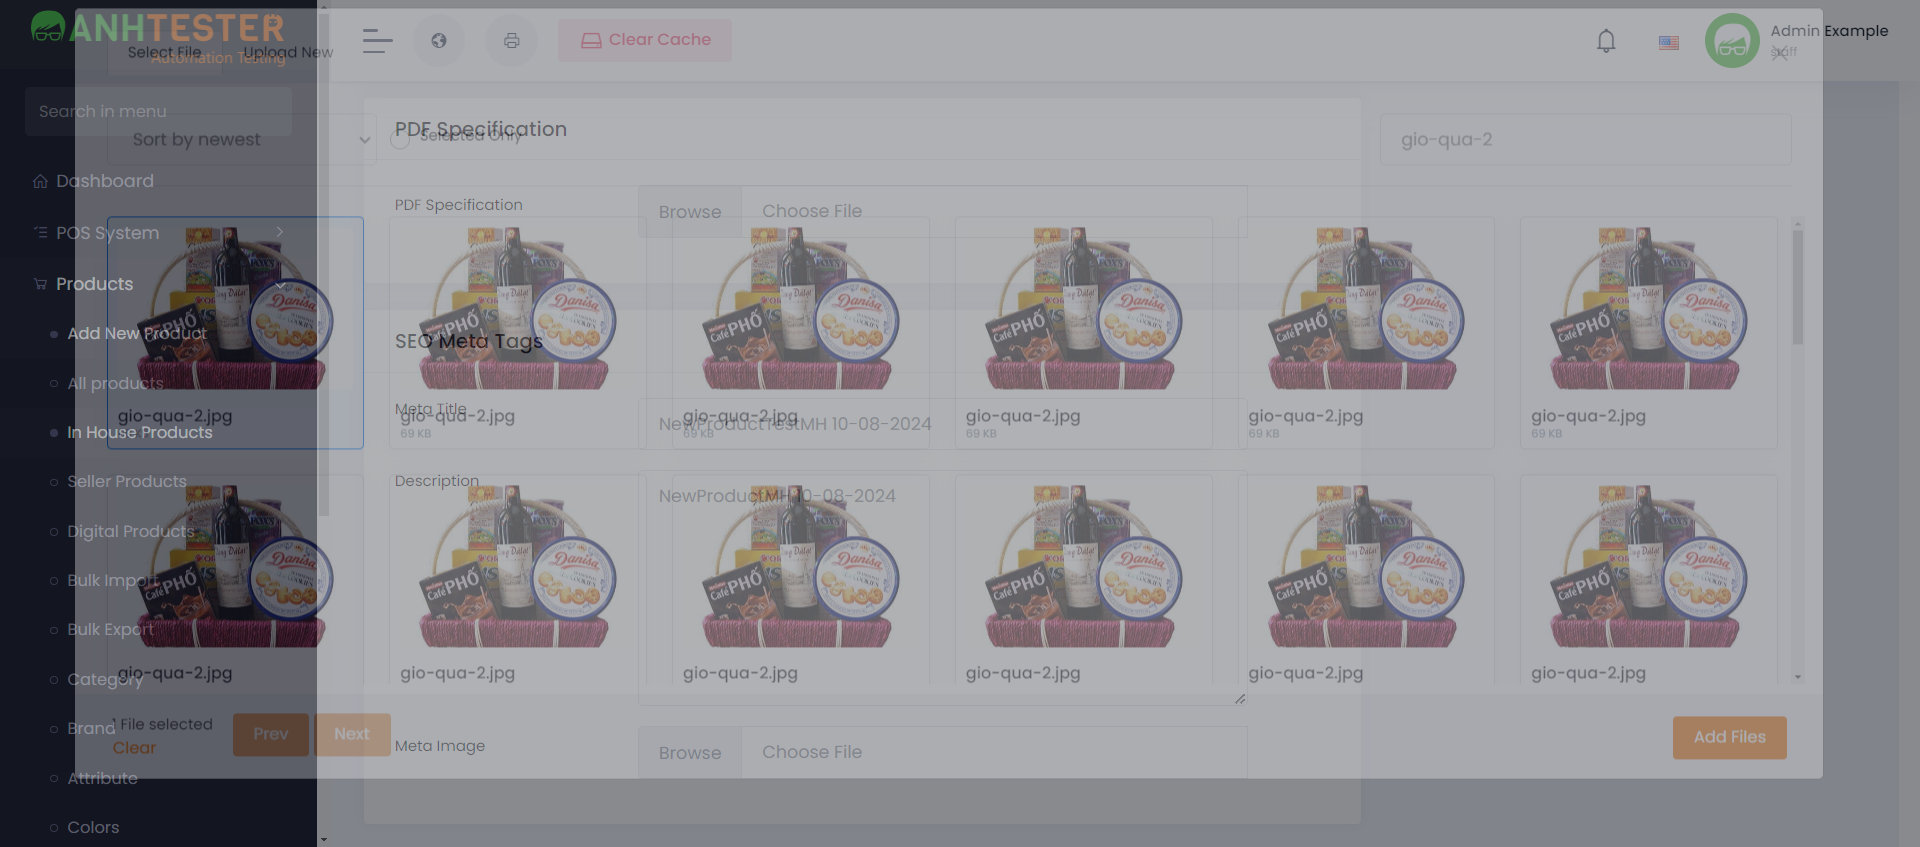 ANHTESTER
Automation Testing
Select File
Upload New
Clear Cache
Admin Example
staff
Search in menu
Sort by newest
Selected Only
PDF Specification
gio-qua-2
Dashboard
POS System
Products
Add New Product
All products
In House Products
Seller Products
Digital Products
Bulk Import
Bulk Export
Category
Brand
Attribute
Colors
PDF Specification
Browse
Choose File
SEO Meta Tags
Meta Title
NewProductTestMH 10-08-2024
Description
NewProductMH 10-08-2024
Meta Image
Browse
Choose File
gio-qua-2.jpg
gio-qua-2.jpg
69 KB
gio-qua-2.jpg
69 KB
gio-qua-2.jpg
69 KB
gio-qua-2.jpg
69 KB
gio-qua-2.jpg
69 KB
gio-qua-2.jpg
gio-qua-2.jpg
gio-qua-2.jpg
gio-qua-2.jpg
gio-qua-2.jpg
gio-qua-2.jpg
1 File selected
Clear
Prev
Next
Add Files